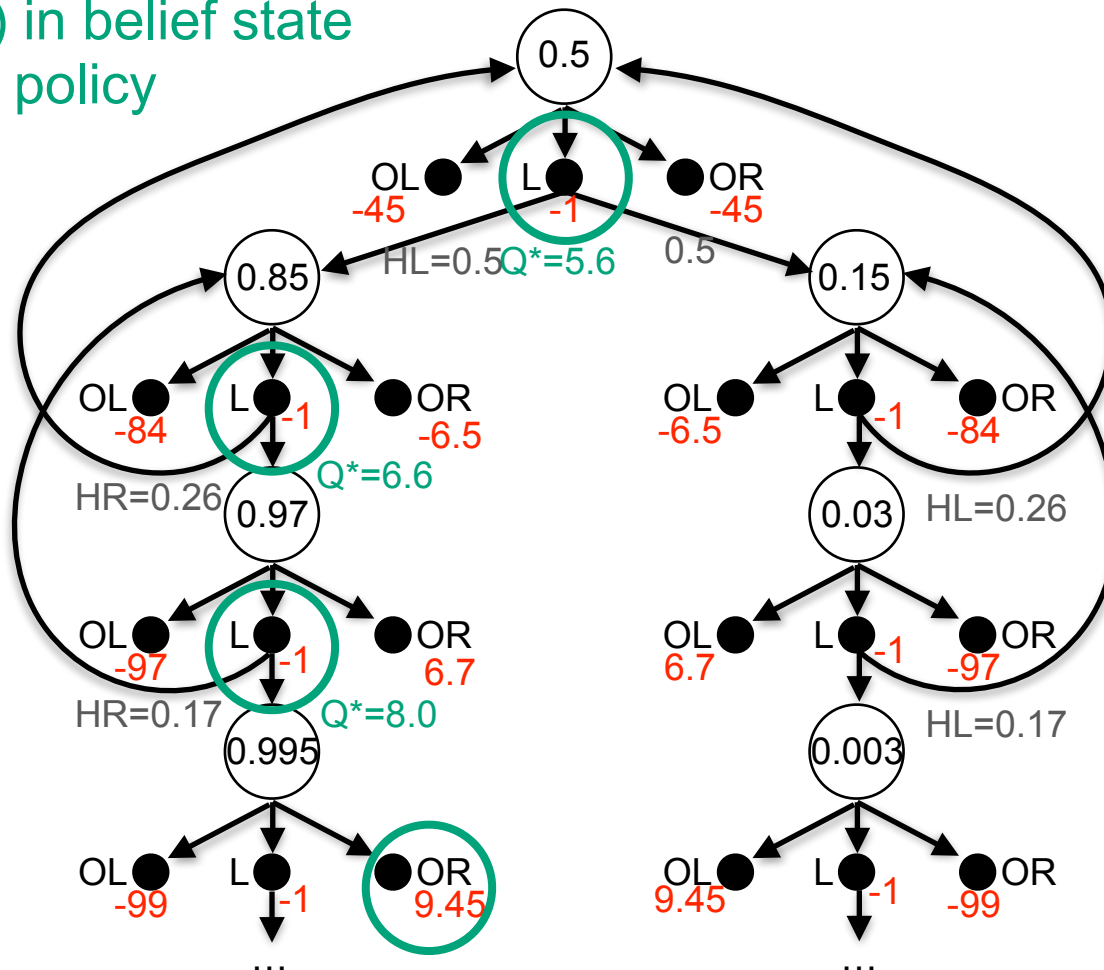 ) in belief state
policy
0.5
OL L OR
-45 -1 -45
HL=0.5 Q*=5.6 0.5
0.85 0.15
OL L OR OL L OR
-84 -1 -6.5 -6.5 -1 -84
Q*=6.6
HR=0.26 0.97 0.03 HL=0.26
OL L OR OL L OR
-97 -1 6.7 6.7 -1 -97
HR=0.17 Q*=8.0 HL=0.17
0.995 0.003
OL L OR OL L OR
-99 -1 9.45 9.45 -1 -99
... ...